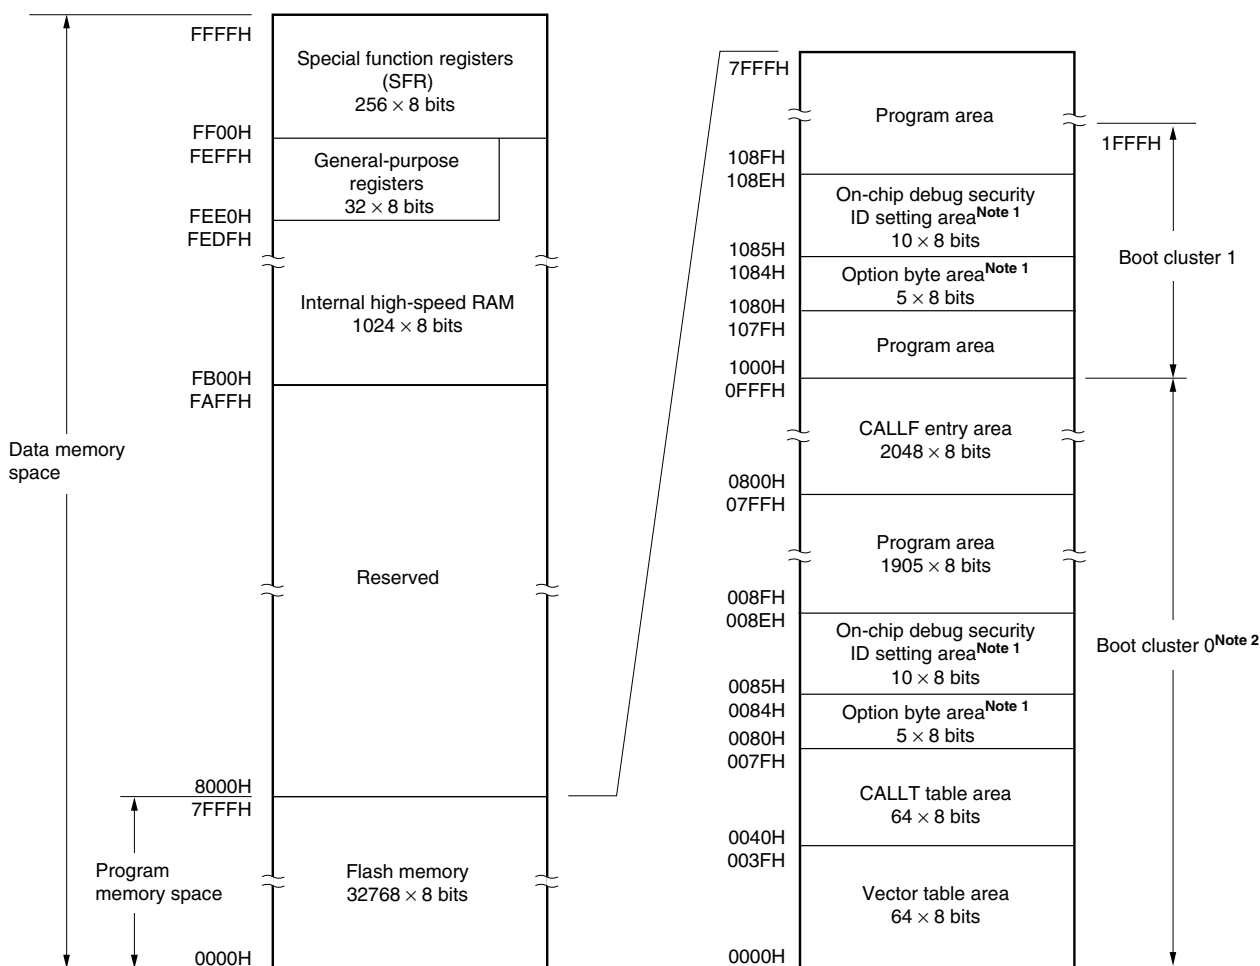 FFFFH
Special function registers
(SFR)
256 × 8 bits
FF00H
FEFFH
General-purpose
registers
32 × 8 bits
FEE0H
FEDFH
Internal high-speed RAM
1024 × 8 bits
FB00H
FAFFH
Data memory
space
Reserved
8000H
7FFFH
Program
memory space
Flash memory
32768 × 8 bits
0000H
7FFFH
Program area
1FFFH
108FH
108EH
On-chip debug security
ID setting areaNote 1
10 × 8 bits
1085H
1084H
Option byte areaNote 1
5 × 8 bits
1080H
107FH
Boot cluster 1
Program area
1000H
0FFFH
CALLF entry area
2048 × 8 bits
0800H
07FFH
Program area
1905 × 8 bits
008FH
008EH
On-chip debug security
ID setting areaNote 1
10 × 8 bits
Boot cluster 0Note 2
0085H
0084H
Option byte areaNote 1
5 × 8 bits
0080H
007FH
CALLT table area
64 × 8 bits
0040H
003FH
Vector table area
64 × 8 bits
0000H